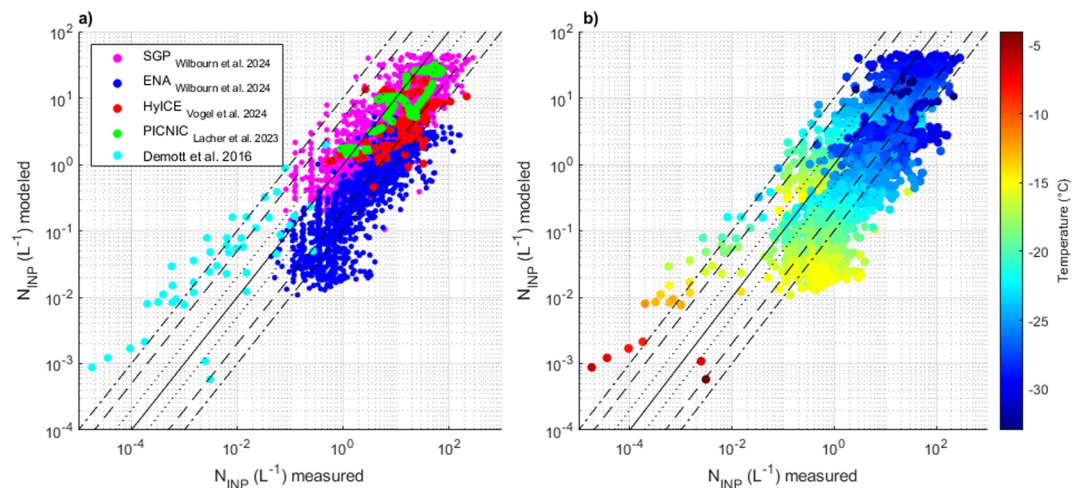 a)
SGP Wilbourn et al. 2024
ENA Wilbourn et al. 2024
HyICE Vogel et al. 2024
PICNIC Lacher et al. 2023
Demott et al. 2016
10^2
10^1
10^0
10^-1
10^-2
10^-3
10^-4
N_INP (L^-1) modeled
10^-4
10^-2
10^0
10^2
N_INP (L^-1) measured
b)
10^2
10^1
10^0
10^-1
10^-2
10^-3
10^-4
N_INP (L^-1) modeled
10^-4
10^-2
10^0
10^2
N_INP (L^-1) measured
-5
-10
-15
-20
-25
-30
Temperature (°C)